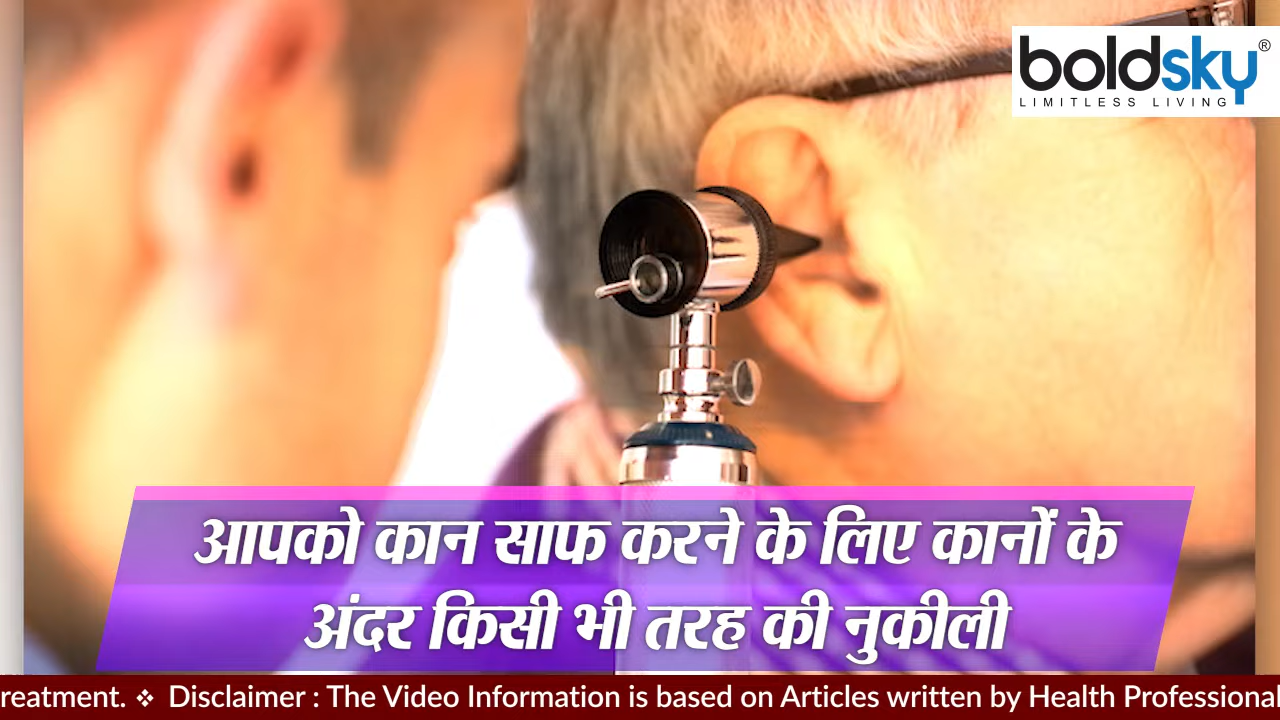 boldsky®
LIMITLESS LIVING
आपको कान साफ करने के लिए कानों के
अंदर किसी भी तरह की नुकीली
reatment. ❖ Disclaimer : The Video Information is based on Articles written by Health Professional